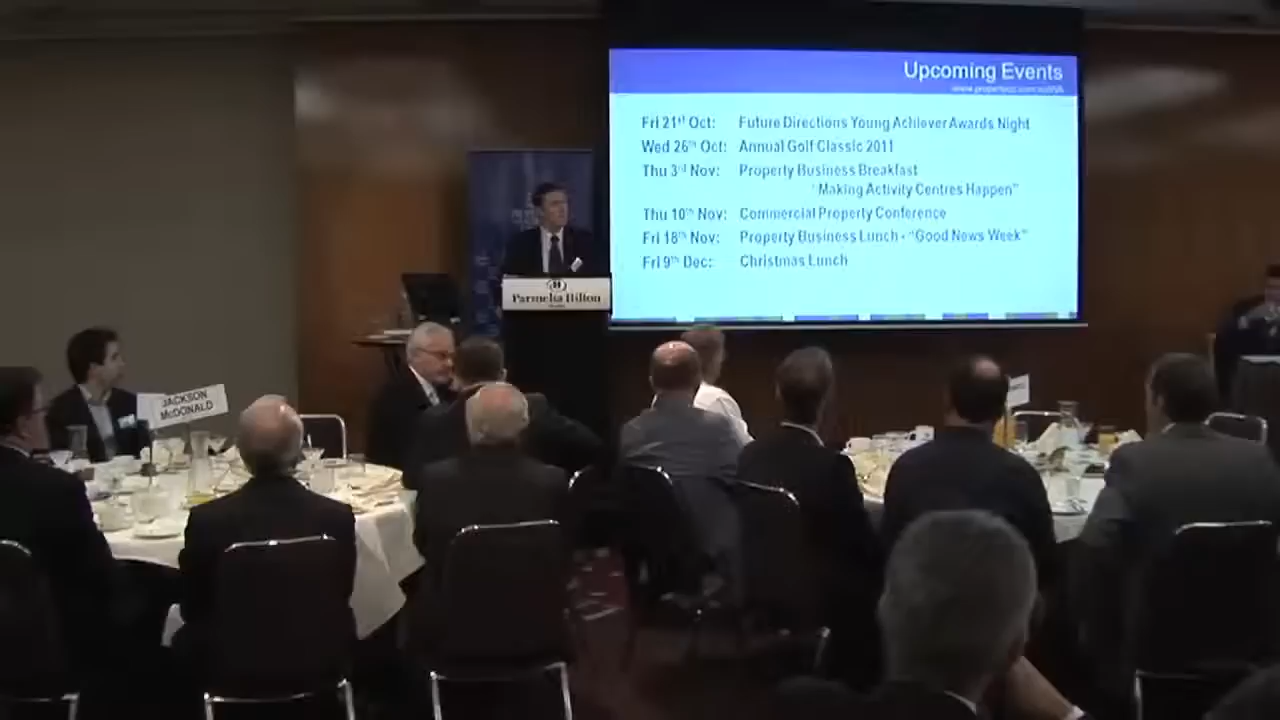 Upcoming Events
Fri 21st Oct: Future Directions Young Achiever Awards Night
Wed 26th Oct: Annual Golf Classic 2011
Thu 3rd Nov: Property Business Breakfast
"Making Activity Centres Happen"
Thu 10th Nov: Commercial Property Conference
Fri 18th Nov: Property Business Lunch - "Good News Week"
Fri 9th Dec: Christmas Lunch
Parmelia Hilton
JACKSON
McDONALD